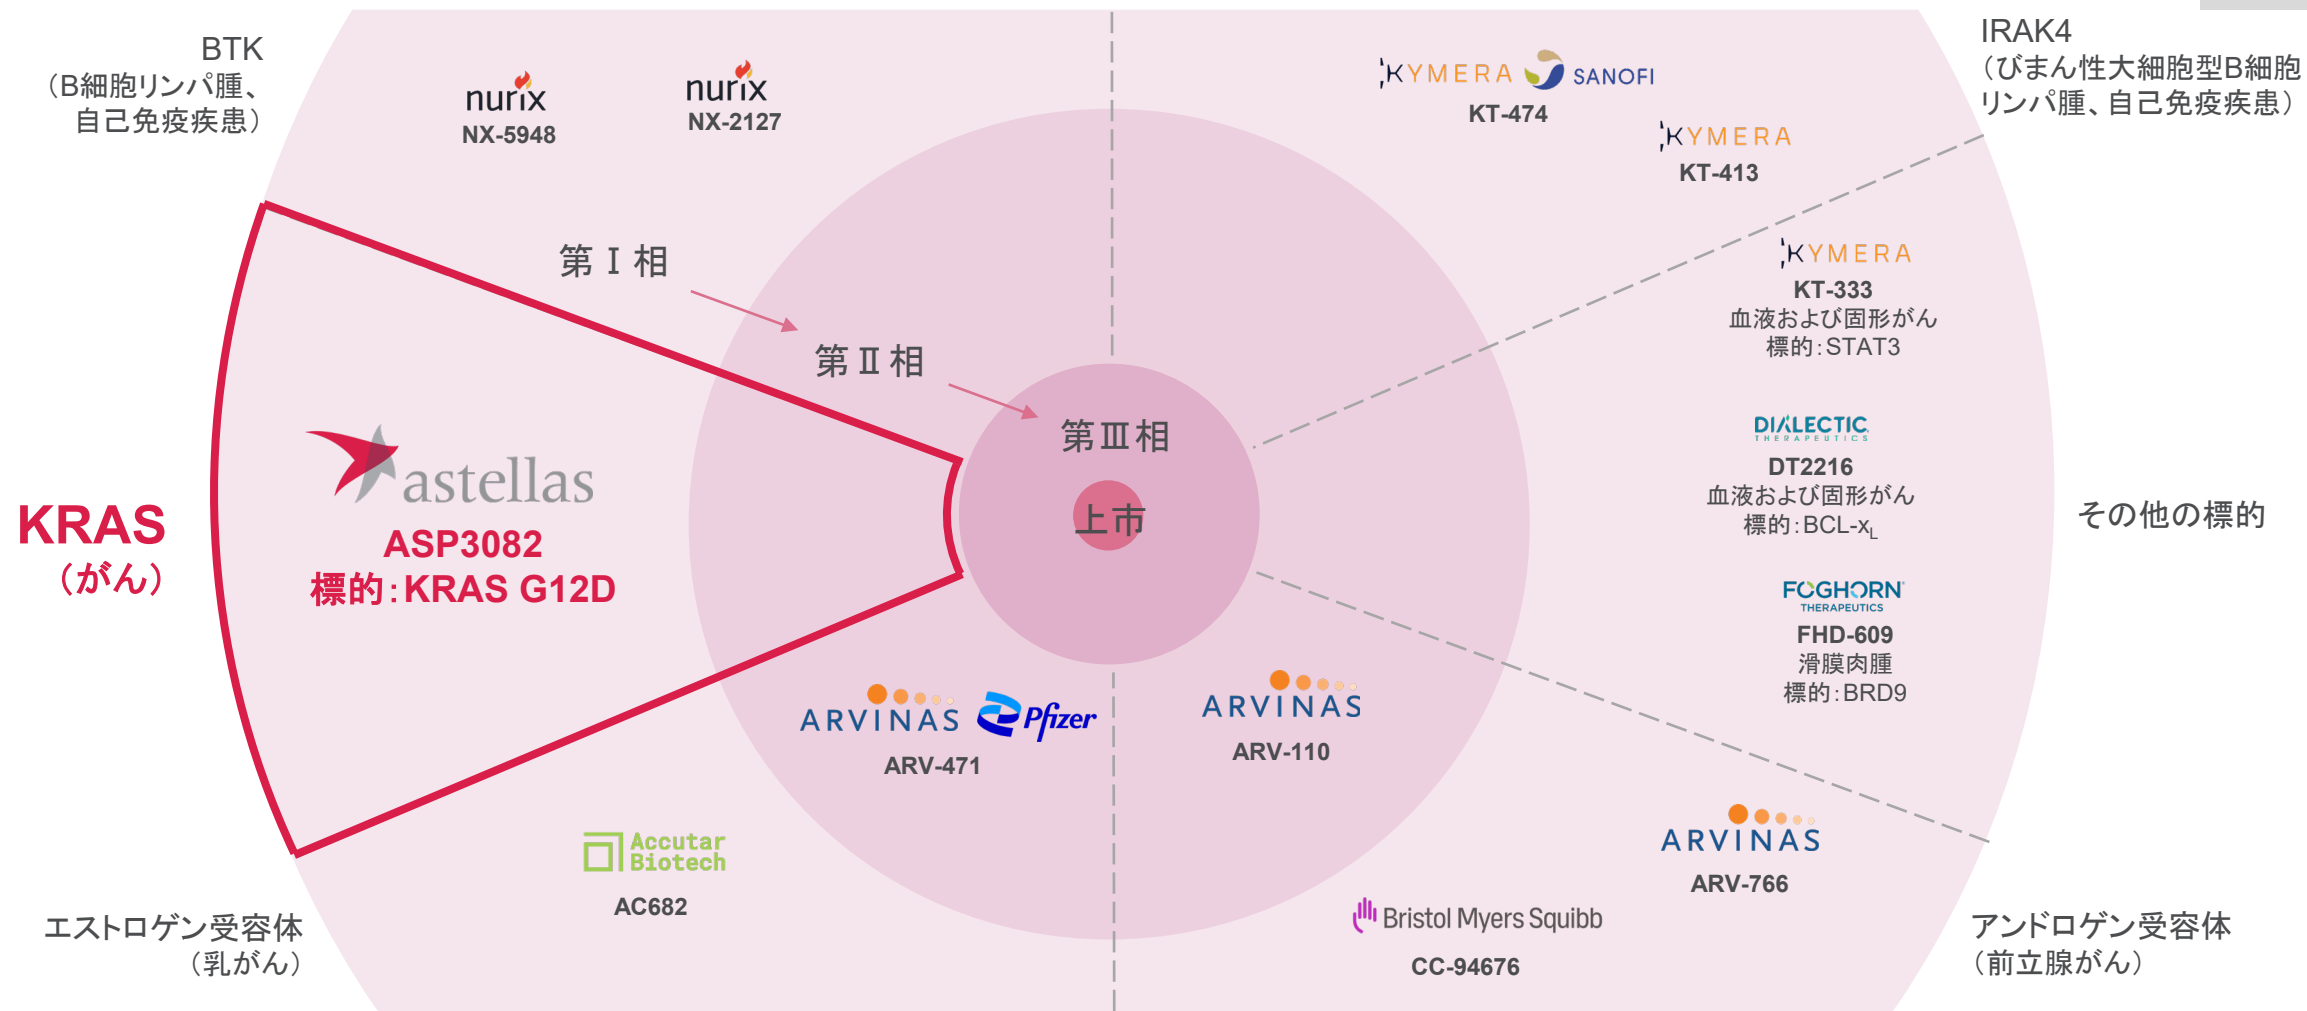 BTK
（B細胞リンパ腫、
自己免疫疾患）
nurix
NX-5948
nurix
NX-2127
KYMERA SANOFI
KT-474
KYMERA
KT-413
IRAK4
（びまん性大細胞型B細胞
リンパ腫、自己免疫疾患）
第Ⅰ相
第Ⅱ相
第Ⅲ相
上市
KYMERA
KT-333
血液および固形がん
標的：STAT3
DIALECTIC
THERAPEUTICS
DT2216
血液および固形がん
標的：BCL-xL
FOGHORN
THERAPEUTICS
FHD-609
滑膜肉腫
標的：BRD9
その他の標的
KRAS
（がん）
astellas
ASP3082
標的：KRAS G12D
ARVINAS Pfizer
ARV-471
ARVINAS
ARV-110
Accutar
Biotech
AC682
ARVINAS
ARV-766
Bristol Myers Squibb
CC-94676
エストロゲン受容体
（乳がん）
アンドロゲン受容体
（前立腺がん）